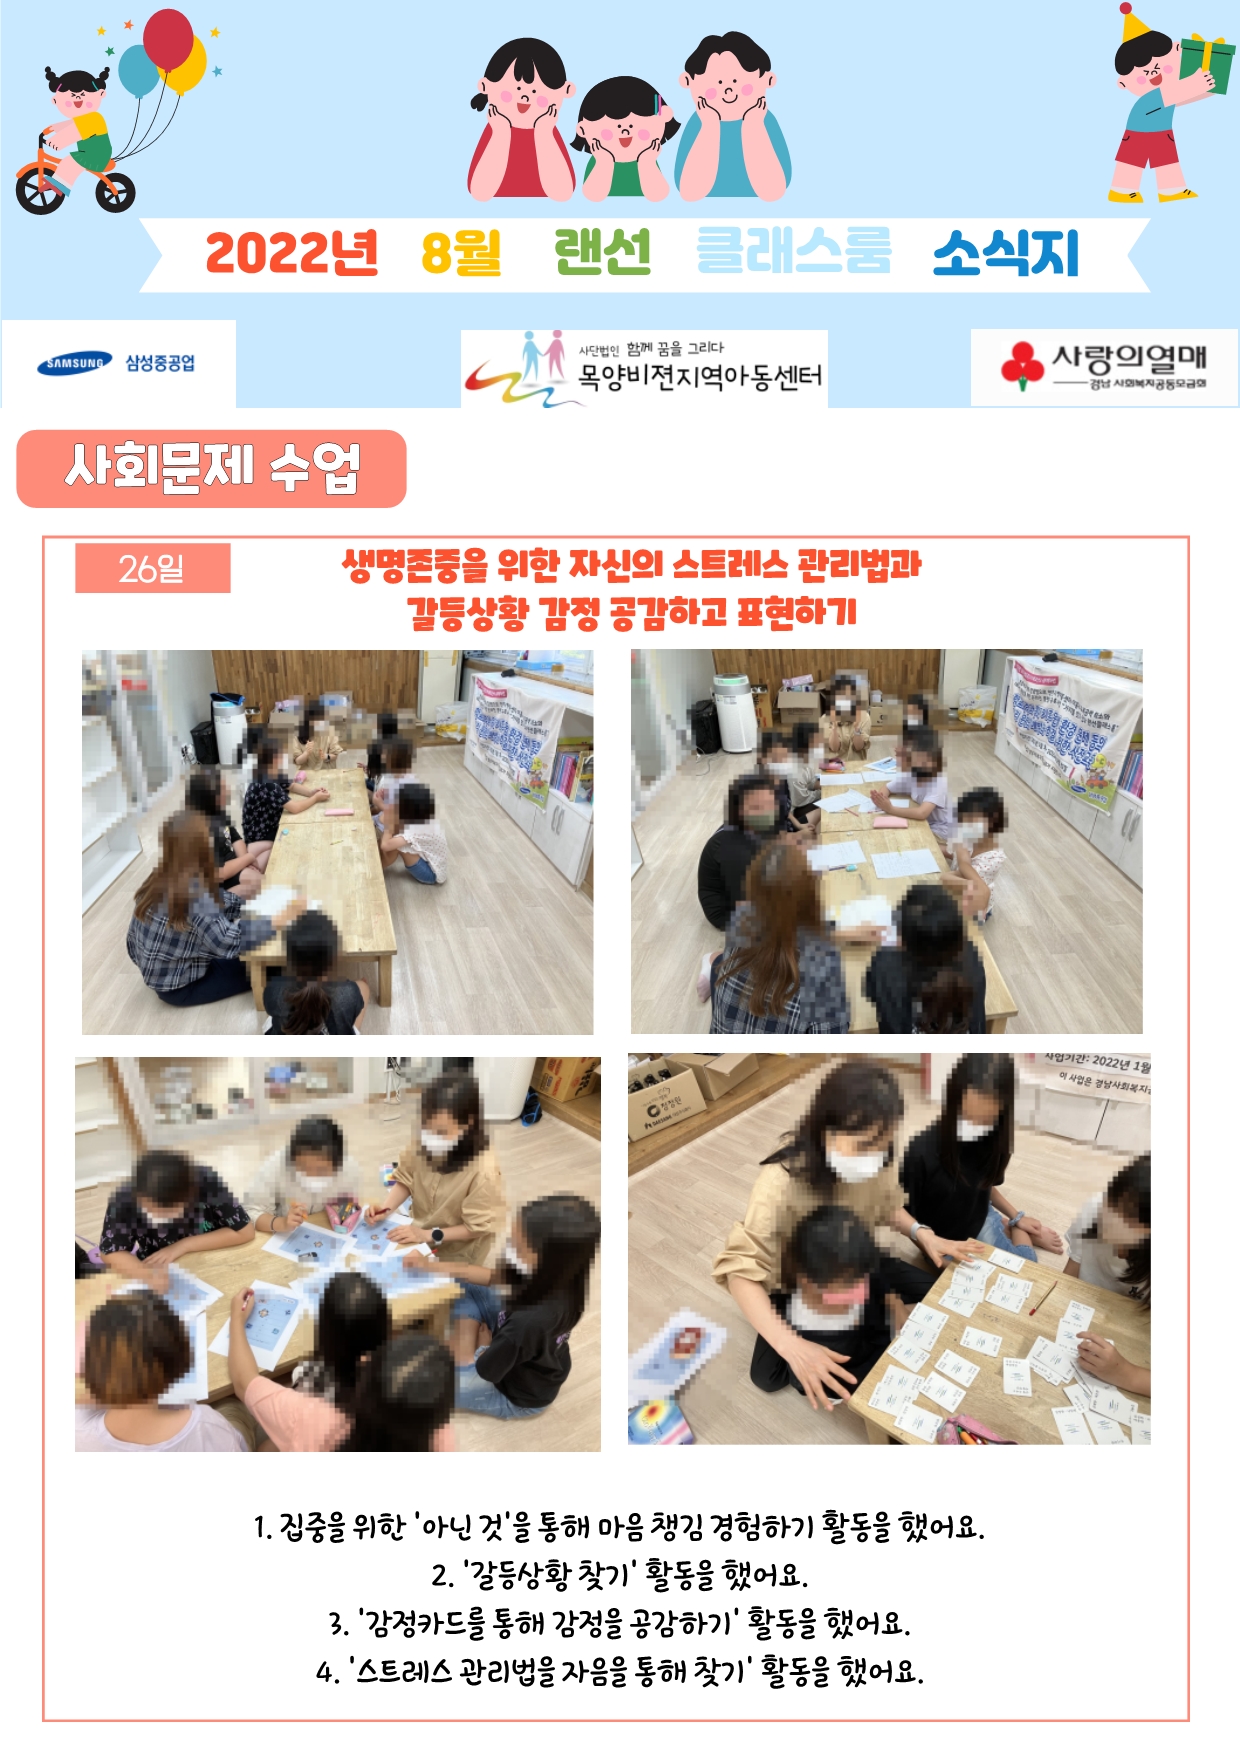 2022년 8월 랜선 클래스룸 소식지
SAMSUNG 삼성중공업
사단법인 함께 꿈을 그리다
목양비젼지역아동센터
사랑의열매
경남 사회복지공동모금회
사회문제 수업
26일
생명존중을 위한 자신의 스트레스 관리법과
갈등상황 감정 공감하고 표현하기
사업기간: 2022년 1월
이 사업은 경남사회복지공
청정원
1. 집중을 위한 '아닌 것'을 통해 마음 챙김 경험하기 활동을 했어요.
2. '갈등상황 찾기' 활동을 했어요.
3. '감정카드를 통해 감정을 공감하기' 활동을 했어요.
4. '스트레스 관리법을 자음을 통해 찾기' 활동을 했어요.